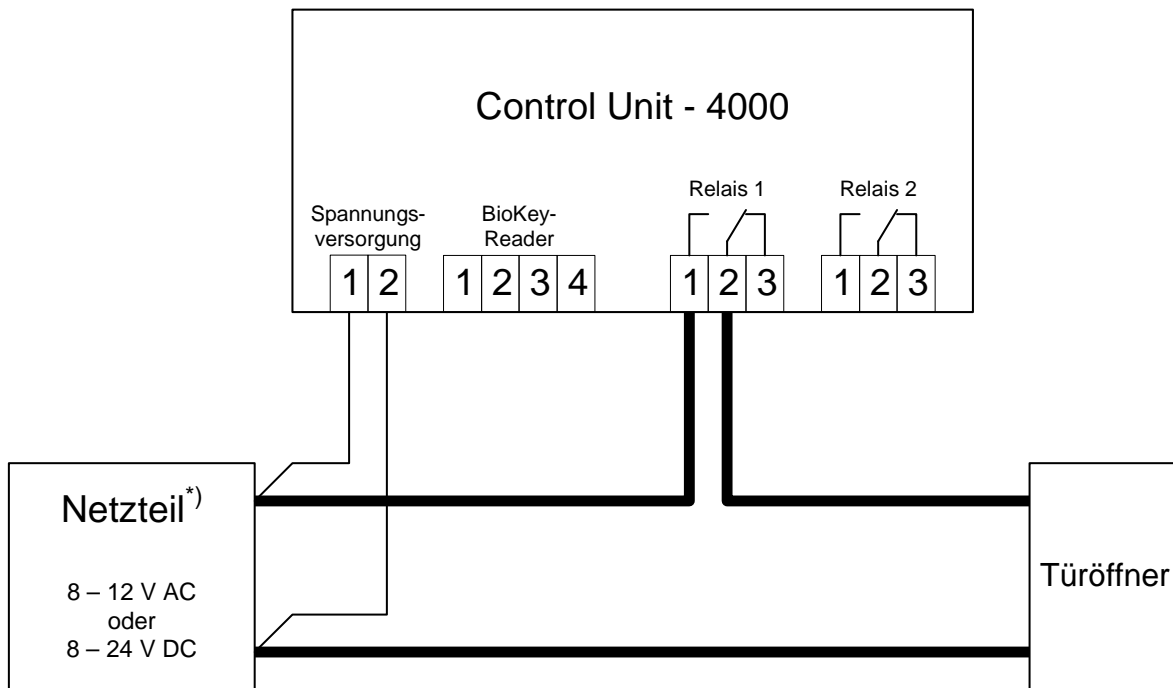 Control Unit - 4000
Relais 1
Relais 2
Spannungs-
versorgung
BioKey-
Reader
1 2
1 2 3 4
1 2 3
1 2 3
Netzteil*)
8 – 12 V AC
oder
8 – 24 V DC
Türöffner